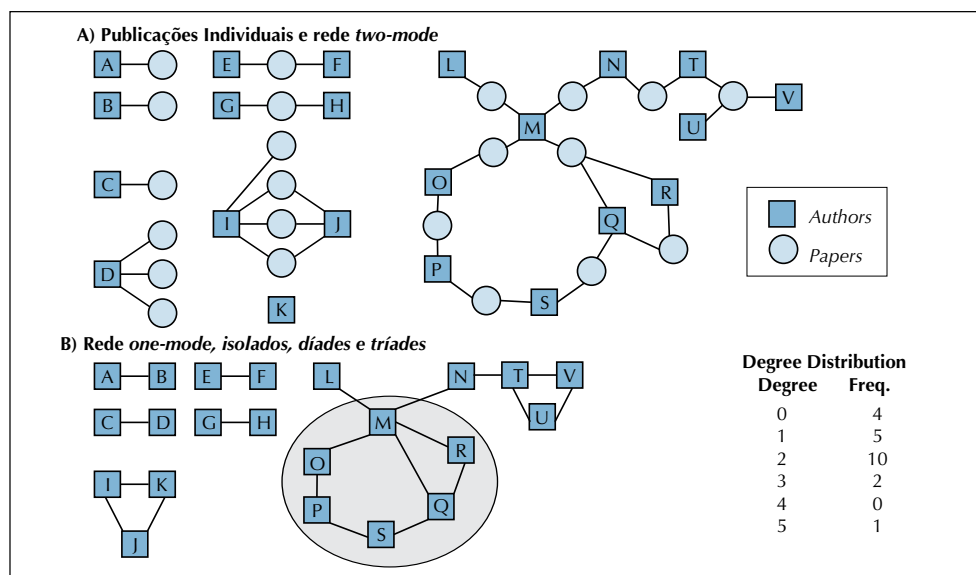 A) Publicações Individuais e rede two-mode
A
E
F
L
N
T
B
G
H
M
U
V
C
O
R
I
J
Q
Authors
D
P
S
Papers
K
B) Rede one-mode, isolados, díades e tríades
A
B
E
F
L
N
T
V
C
D
G
H
M
U
O
R
I
K
P
Q
J
S
Degree Distribution
Degree Freq.
0 4
1 5
2 10
3 2
4 0
5 1